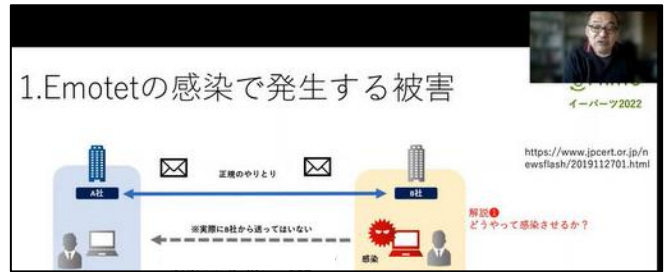 1.Emotetの感染で発生する被害
イーパーツ2022
https://www.jpcert.or.jp/n
ewsflash/2019112701.html
正規のやりとり
A社
B社
解説❶
どうやって感染させるか？
※実際にB社から送ってはいない
感染